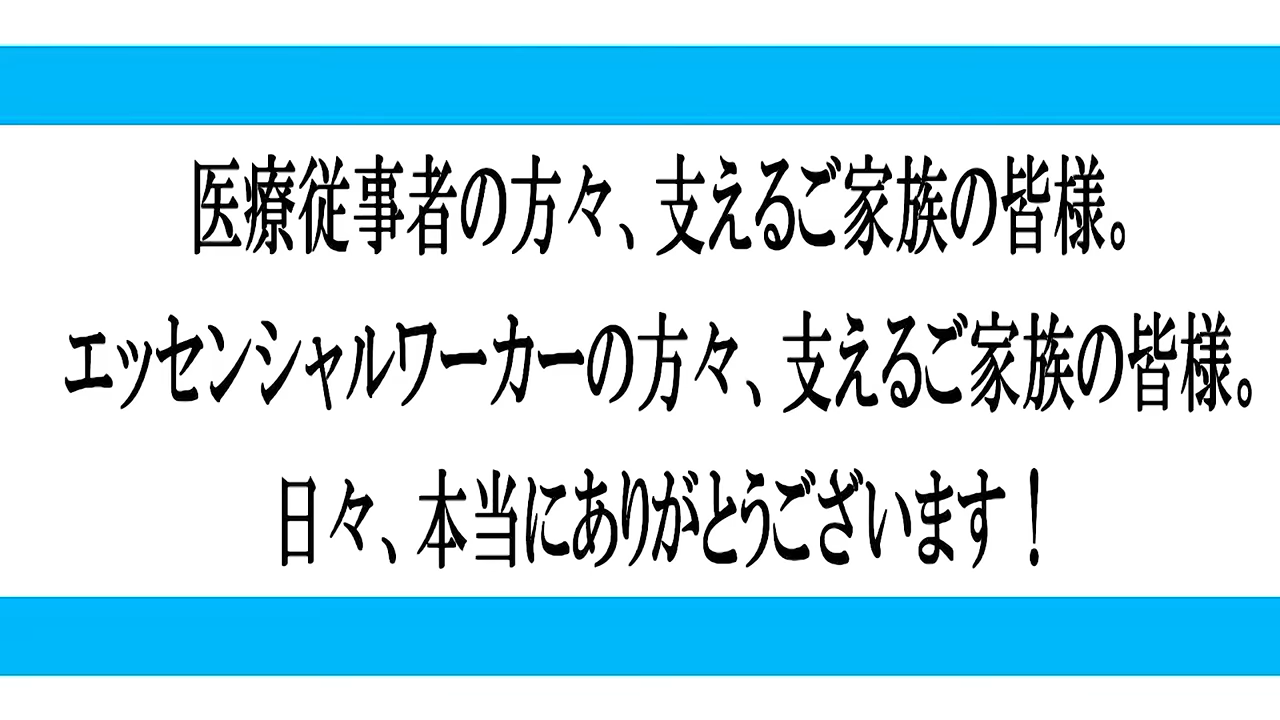 医療従事者の方々、支えるご家族の皆様。
エッセンシャルワーカーの方々、支えるご家族の皆様。
日々、本当にありがとうございます！